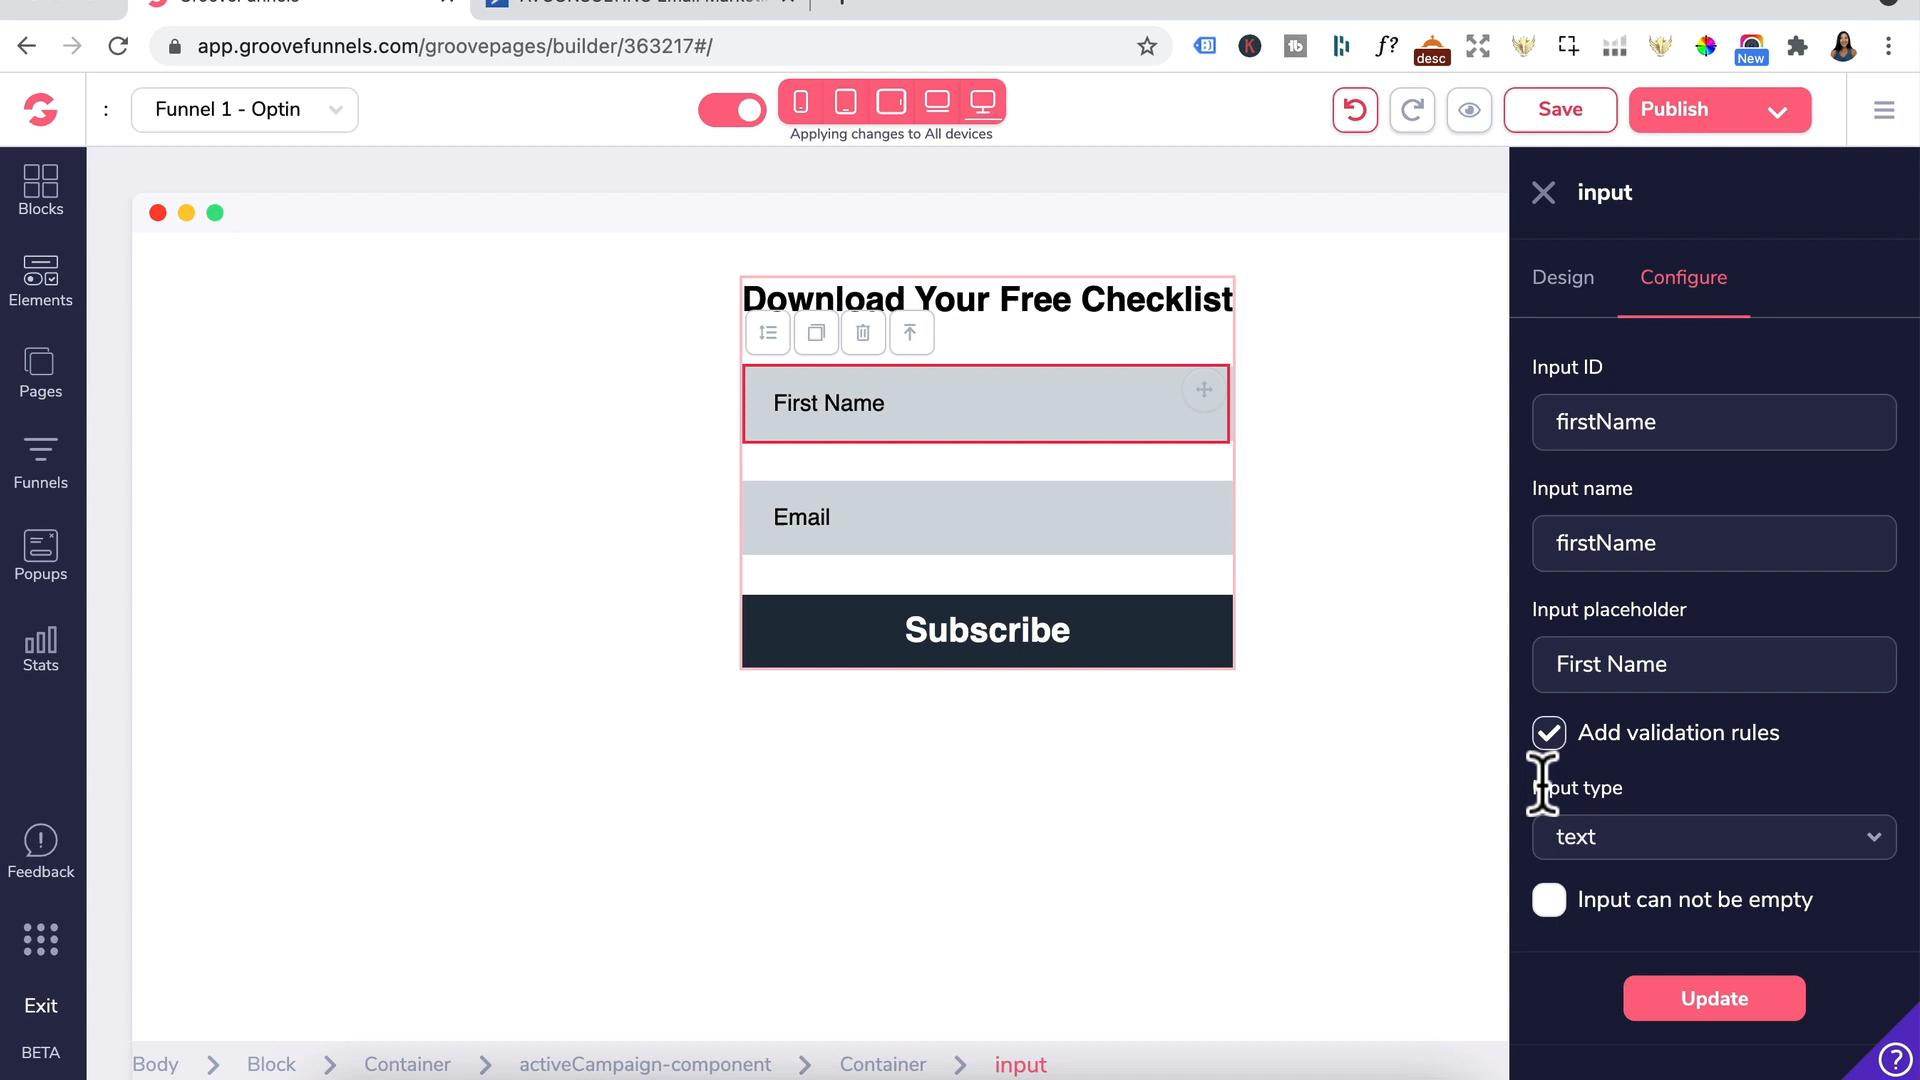 app.groovefunnels.com/groovepages/builder/363217#/
desc
New
: Funnel 1 - Optin
Applying changes to All devices
Save
Publish
Blocks
Elements
Pages
Funnels
Popups
Stats
Feedback
Exit
BETA
Download Your Free Checklist
First Name
Email
Subscribe
input
Design Configure
Input ID
firstName
Input name
firstName
Input placeholder
First Name
Add validation rules
Input type
text
Input can not be empty
Update
Body > Block > Container > activeCampaign-component > Container > input